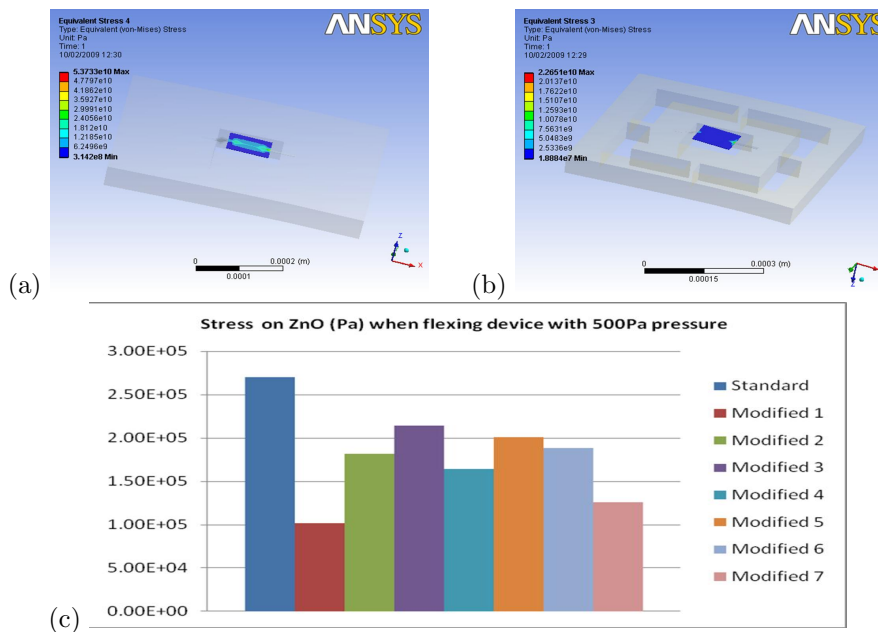 Equivalent Stress 4
Type: Equivalent (von-Mises) Stress
Unit: Pa
Time: 1
10/02/2009 12:30
ANSYS
5.3733e10 Max
4.7797e10
4.1862e10
3.5927e10
2.9991e10
2.4056e10
1.812e10
1.2185e10
6.2496e9
3.142e8 Min
0 0.0002 (m)
0.0001
Z
X
(a)
Equivalent Stress 3
Type: Equivalent (von-Mises) Stress
Unit: Pa
Time: 1
10/02/2009 12:29
ANSYS
2.2651e10 Max
2.0137e10
1.7622e10
1.5107e10
1.2593e10
1.0078e10
7.5631e9
5.0483e9
2.5336e9
1.8884e7 Min
0 0.0003 (m)
0.00015
Z
(b)
Stress on ZnO (Pa) when flexing device with 500Pa pressure
3.00E+05
2.50E+05
2.00E+05
1.50E+05
1.00E+05
5.00E+04
0.00E+00
Standard
Modified 1
Modified 2
Modified 3
Modified 4
Modified 5
Modified 6
Modified 7
(c)